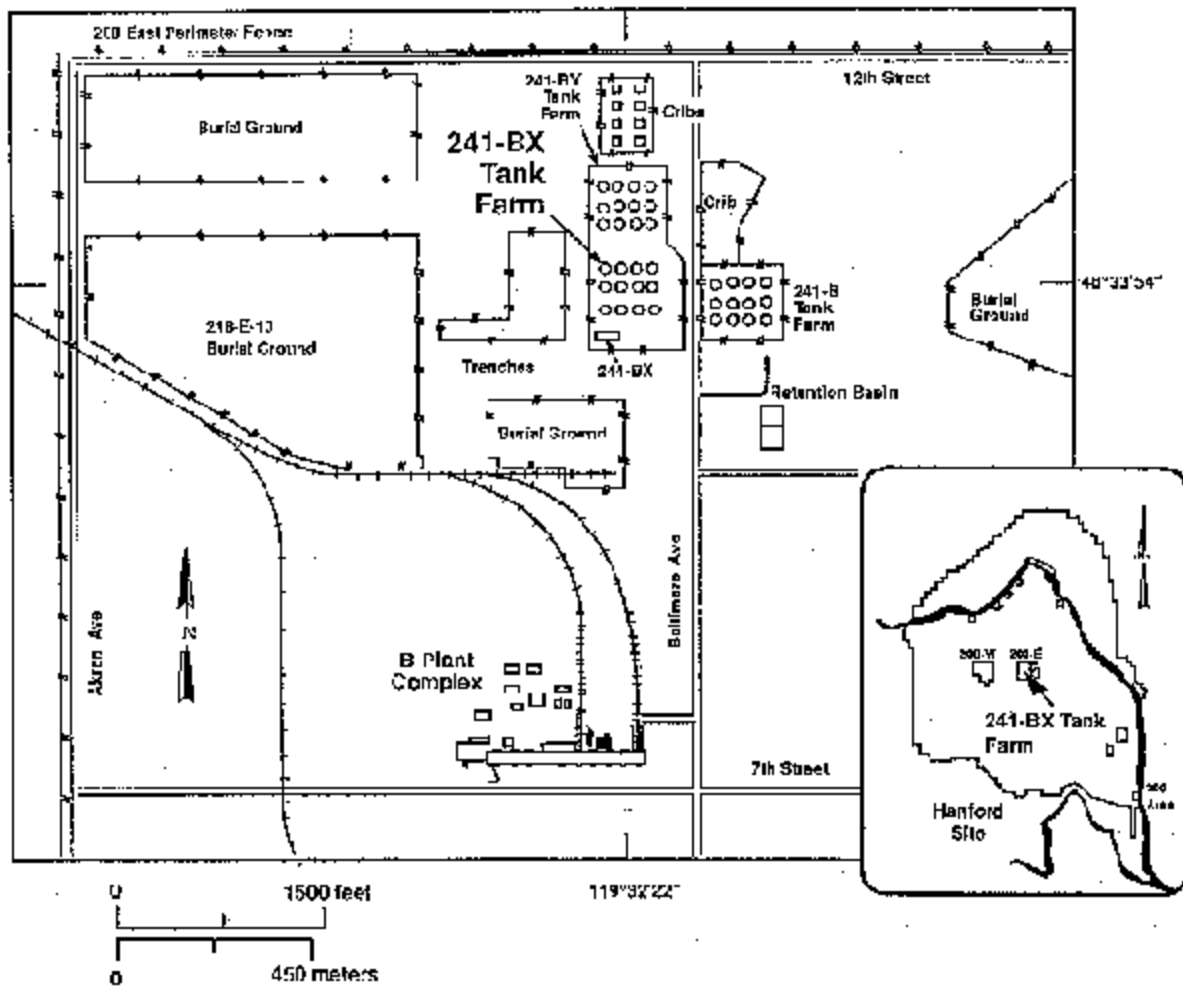 200 East Perimeter Fence
12th Street
241-BY
Tank
Farm
Cribs
Burial Ground
241-BX
Tank
Farm
Crib
241-B
Tank
Farm
Burial
Ground
Burial Ground
Trenches
241-BX
Retention Basin
Burial Ground
Akron Ave
N
Baltimore Ave
B Plant
Complex
7th Street
200-W
200-E
241-BX Tank
Farm
Area
Hanford
Site
0
1500 feet
0
450 meters